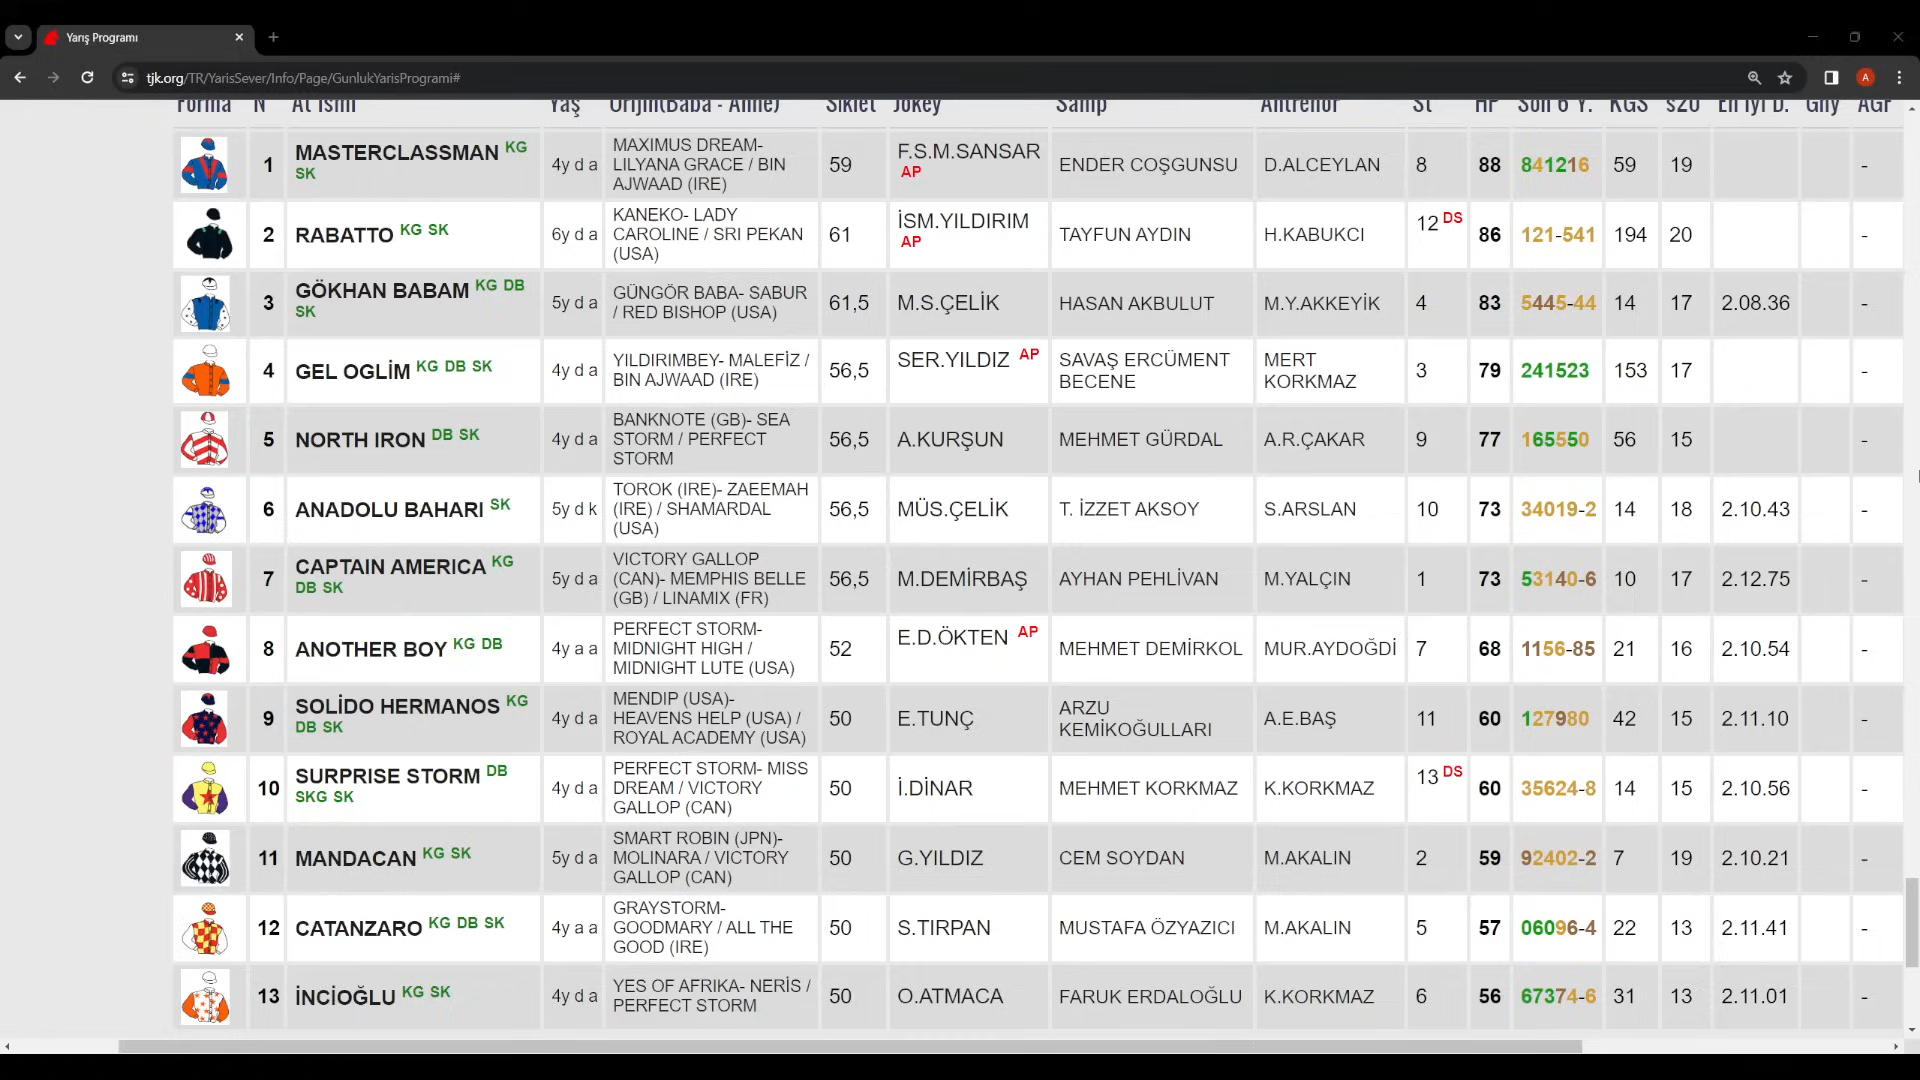 Yarış Programı
tjk.org/TR/YarisSever/Info/Page/GunlukYarisProgrami#
A
Forma N At İsmi Yaş Orijin(Baba - Anne) Sıklet Jokey Sahip Antrenör St HP Son 6 Y. KGS s20 En İyi D. Gny AGF
1 MASTERCLASSMAN KG SK 4y d a MAXIMUS DREAM- LILYANA GRACE / BIN AJWAAD (IRE) 59 F.S.M.SANSAR AP ENDER COŞGUNSU D.ALCEYLAN 8 88 841216 59 19 -
2 RABATTO KG SK 6y d a KANEKO- LADY CAROLINE / SRI PEKAN (USA) 61 İSM.YILDIRIM AP TAYFUN AYDIN H.KABUKCI 12 DS 86 121-541 194 20 -
3 GÖKHAN BABAM KG DB SK 5y d a GÜNGÖR BABA- SABUR / RED BISHOP (USA) 61,5 M.S.ÇELİK HASAN AKBULUT M.Y.AKKEYİK 4 83 5445-44 14 17 2.08.36 -
4 GEL OGLİM KG DB SK 4y d a YILDIRIMBEY- MALEFİZ / BIN AJWAAD (IRE) 56,5 SER.YILDIZ AP SAVAŞ ERCÜMENT BECENE MERT KORKMAZ 3 79 241523 153 17 -
5 NORTH IRON DB SK 4y d a BANKNOTE (GB)- SEA STORM / PERFECT STORM 56,5 A.KURŞUN MEHMET GÜRDAL A.R.ÇAKAR 9 77 165550 56 15 -
6 ANADOLU BAHARI SK 5y d k TOROK (IRE)- ZAEEMAH (IRE) / SHAMARDAL (USA) 56,5 MÜS.ÇELİK T. İZZET AKSOY S.ARSLAN 10 73 34019-2 14 18 2.10.43 -
7 CAPTAIN AMERICA KG DB SK 5y d a VICTORY GALLOP (CAN)- MEMPHIS BELLE (GB) / LINAMIX (FR) 56,5 M.DEMİRBAŞ AYHAN PEHLİVAN M.YALÇIN 1 73 53140-6 10 17 2.12.75 -
8 ANOTHER BOY KG DB 4y a a PERFECT STORM- MIDNIGHT HIGH / MIDNIGHT LUTE (USA) 52 E.D.ÖKTEN AP MEHMET DEMİRKOL MUR.AYDOĞDİ 7 68 1156-85 21 16 2.10.54 -
9 SOLİDO HERMANOS KG DB SK 4y d a MENDIP (USA)- HEAVENS HELP (USA) / ROYAL ACADEMY (USA) 50 E.TUNÇ ARZU KEMİKOĞULLARI A.E.BAŞ 11 60 127980 42 15 2.11.10 -
10 SURPRISE STORM DB SKG SK 4y d a PERFECT STORM- MISS DREAM / VICTORY GALLOP (CAN) 50 İ.DİNAR MEHMET KORKMAZ K.KORKMAZ 13 DS 60 35624-8 14 15 2.10.56 -
11 MANDACAN KG SK 5y d a SMART ROBIN (JPN)- MOLINARA / VICTORY GALLOP (CAN) 50 G.YILDIZ CEM SOYDAN M.AKALIN 2 59 92402-2 7 19 2.10.21 -
12 CATANZARO KG DB SK 4y a a GRAYSTORM- GOODMARY / ALL THE GOOD (IRE) 50 S.TIRPAN MUSTAFA ÖZYAZICI M.AKALIN 5 57 06096-4 22 13 2.11.41 -
13 İNCİOĞLU KG SK 4y d a YES OF AFRIKA- NERİS / PERFECT STORM 50 O.ATMACA FARUK ERDALOĞLU K.KORKMAZ 6 56 67374-6 31 13 2.11.01 -